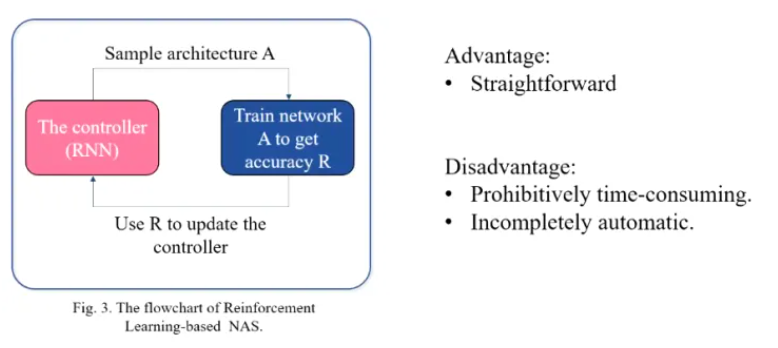 Sample architecture A
The controller
(RNN)
Train network
A to get
accuracy R
Use R to update the
controller
Fig. 3. The flowchart of Reinforcement
Learning-based NAS.
Advantage:
• Straightforward
Disadvantage:
• Prohibitively time-consuming.
• Incompletely automatic.